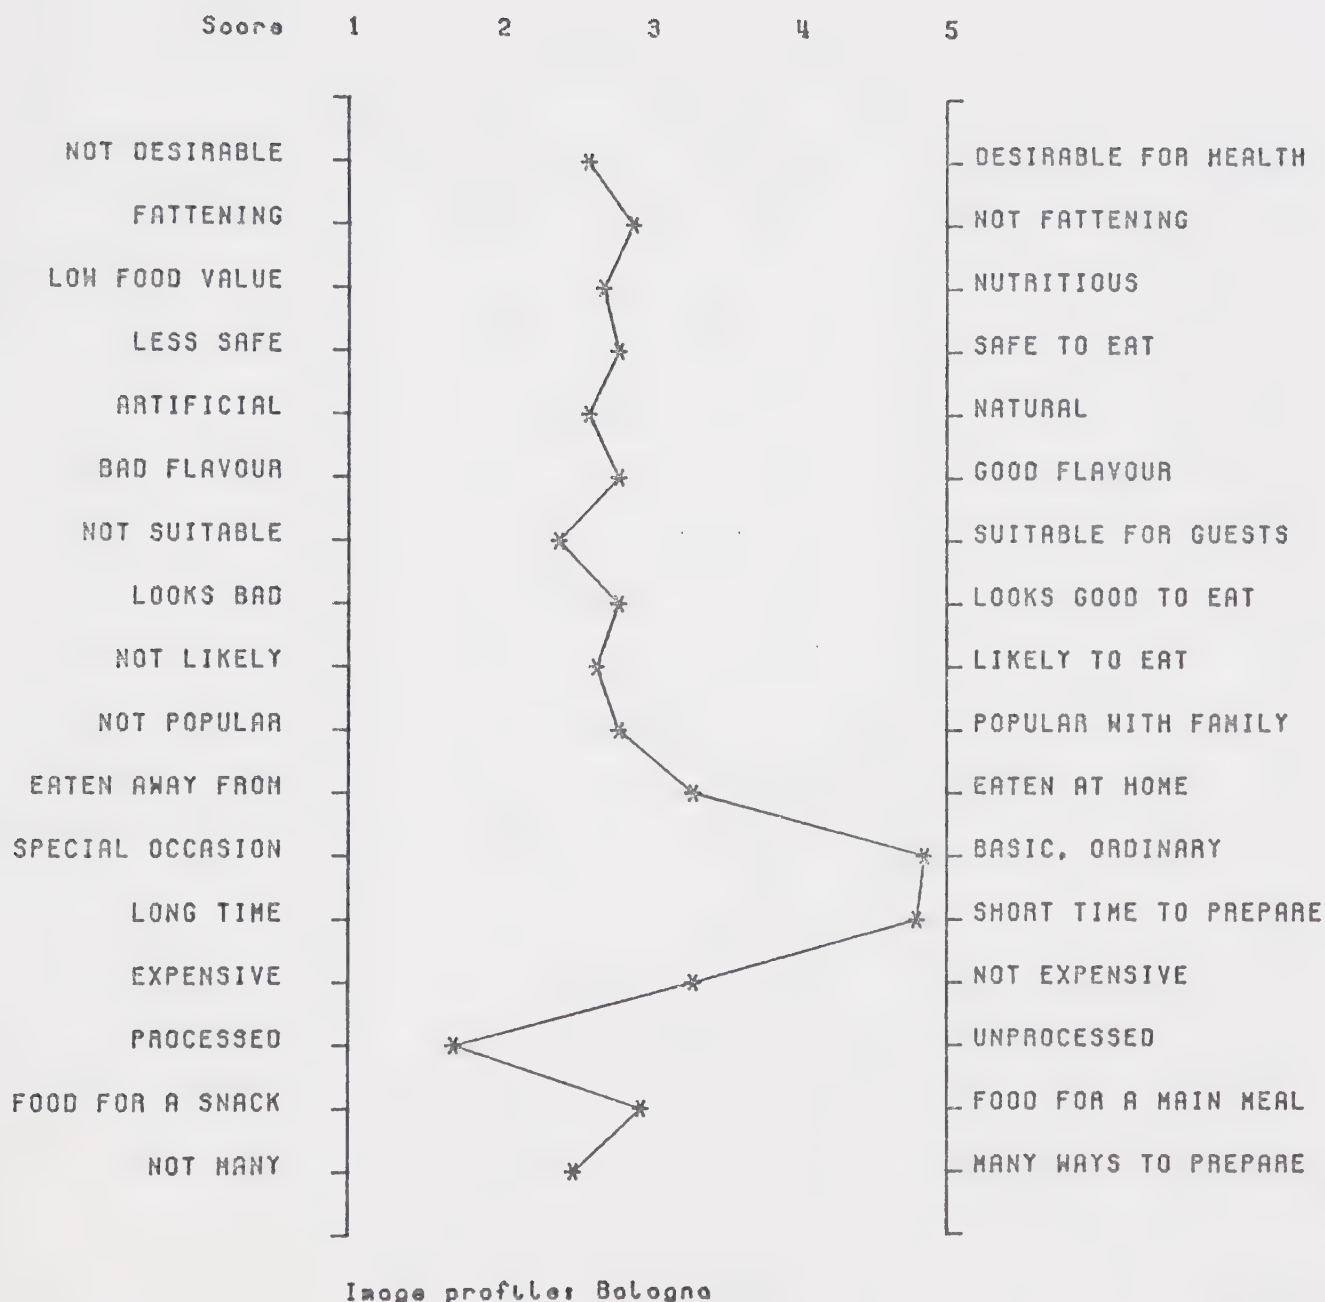 Score 1 2 3 4 5
NOT DESIRABLE DESIRABLE FOR HEALTH
FATTENING NOT FATTENING
LOW FOOD VALUE NUTRITIOUS
LESS SAFE SAFE TO EAT
ARTIFICIAL NATURAL
BAD FLAVOUR GOOD FLAVOUR
NOT SUITABLE SUITABLE FOR GUESTS
LOOKS BAD LOOKS GOOD TO EAT
NOT LIKELY LIKELY TO EAT
NOT POPULAR POPULAR WITH FAMILY
EATEN AWAY FROM EATEN AT HOME
SPECIAL OCCASION BASIC, ORDINARY
LONG TIME SHORT TIME TO PREPARE
EXPENSIVE NOT EXPENSIVE
PROCESSED UNPROCESSED
FOOD FOR A SNACK FOOD FOR A MAIN MEAL
NOT MANY MANY WAYS TO PREPARE
Image profile: Bologna